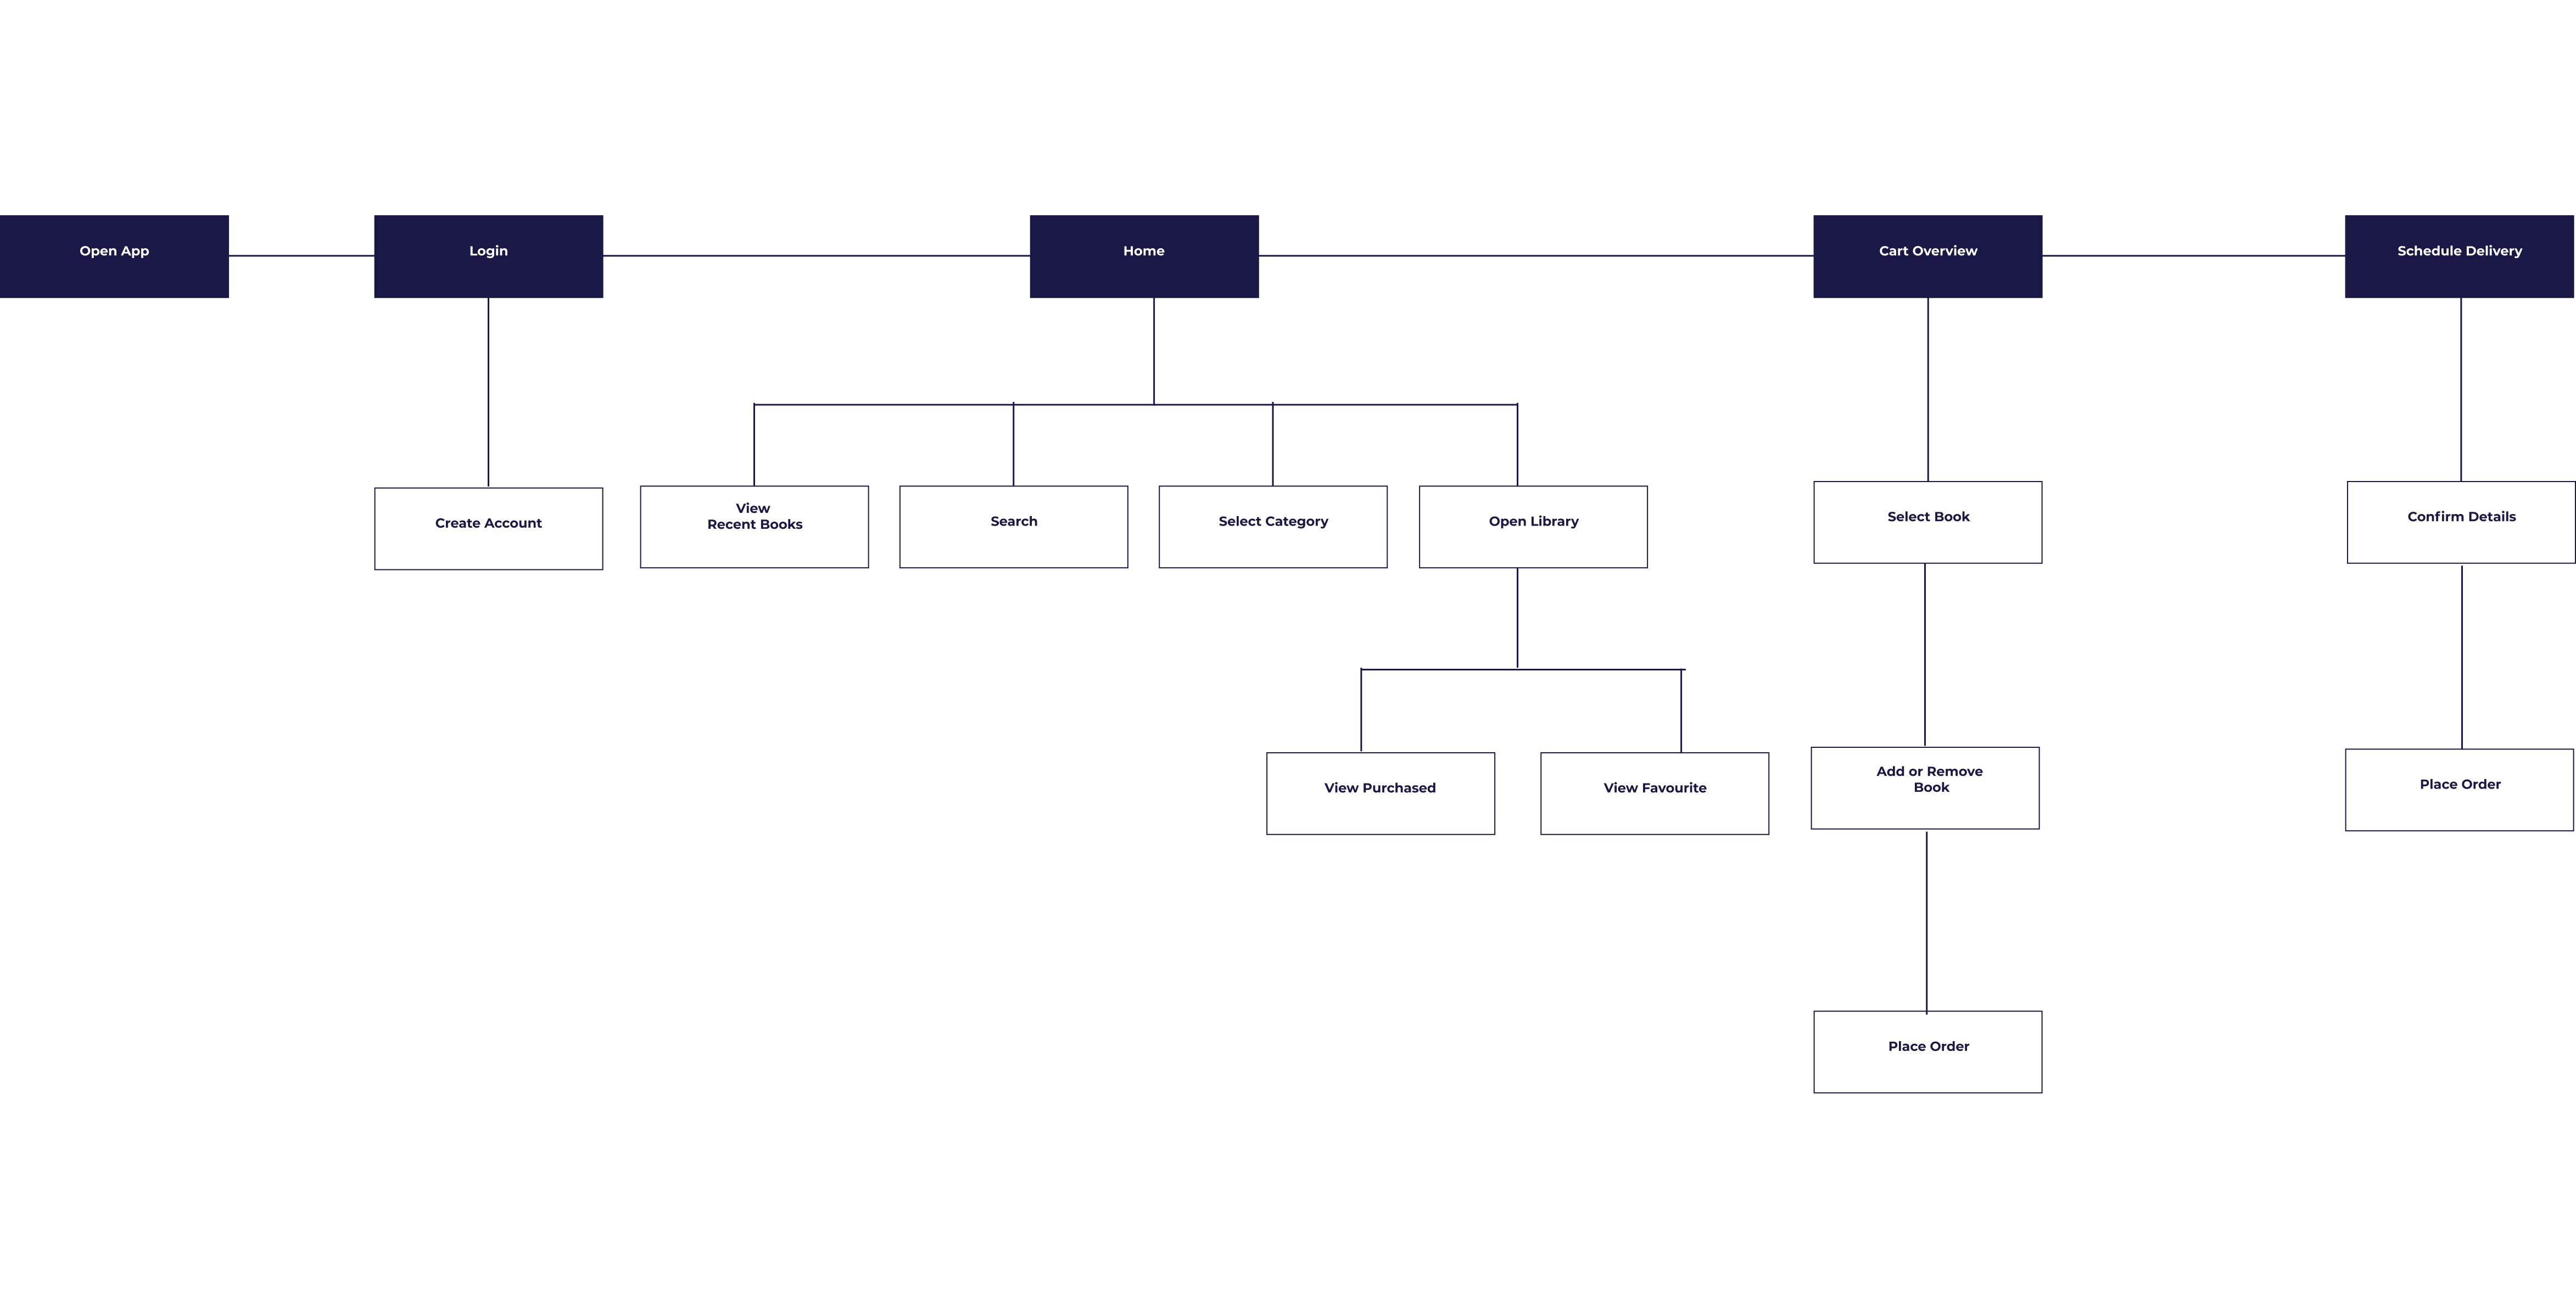 Open App
Login
Home
Cart Overview
Schedule Delivery
Create Account
View
Recent Books
Search
Select Category
Open Library
Select Book
Confirm Details
View Purchased
View Favourite
Add or Remove
Book
Place Order
Place Order